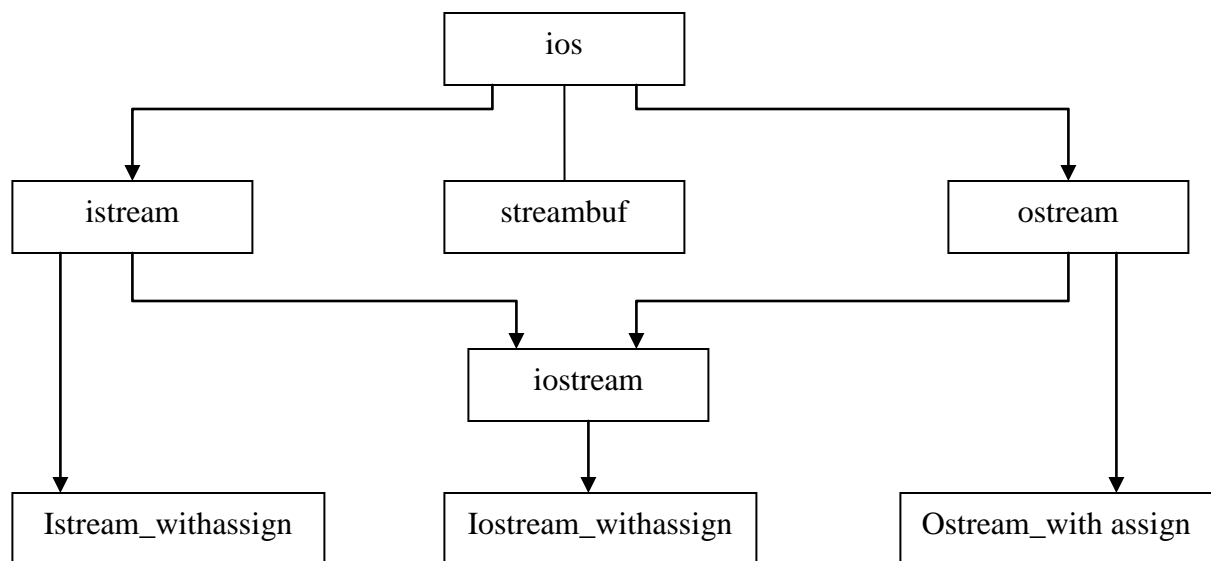 ios
istream
streambuf
ostream
iostream
Istream_withassign
Iostream_withassign
Ostream_with assign